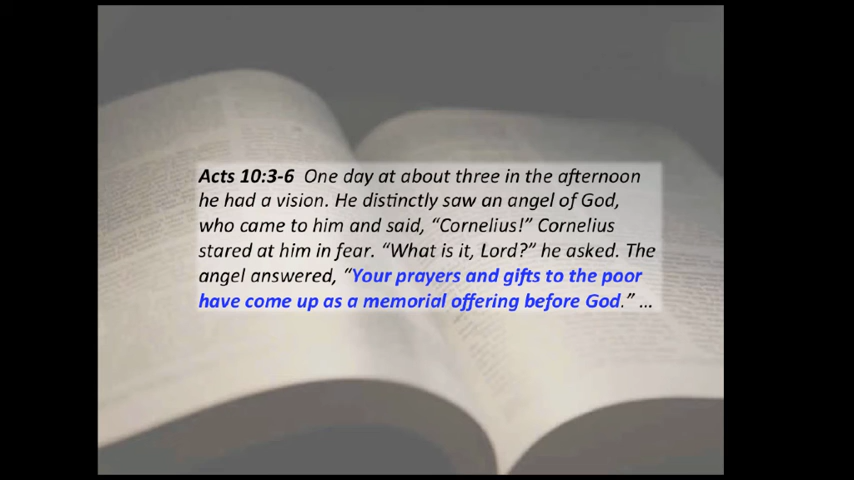 Acts 10:3-6  One day at about three in the afternoon
he had a vision. He distinctly saw an angel of God,
who came to him and said, “Cornelius!” Cornelius
stared at him in fear. “What is it, Lord?” he asked. The
angel answered, “Your prayers and gifts to the poor
have come up as a memorial offering before God.” ...